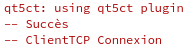 qt5ct: using qt5ct plugin
-- Succès
-- ClientTCP Connexion